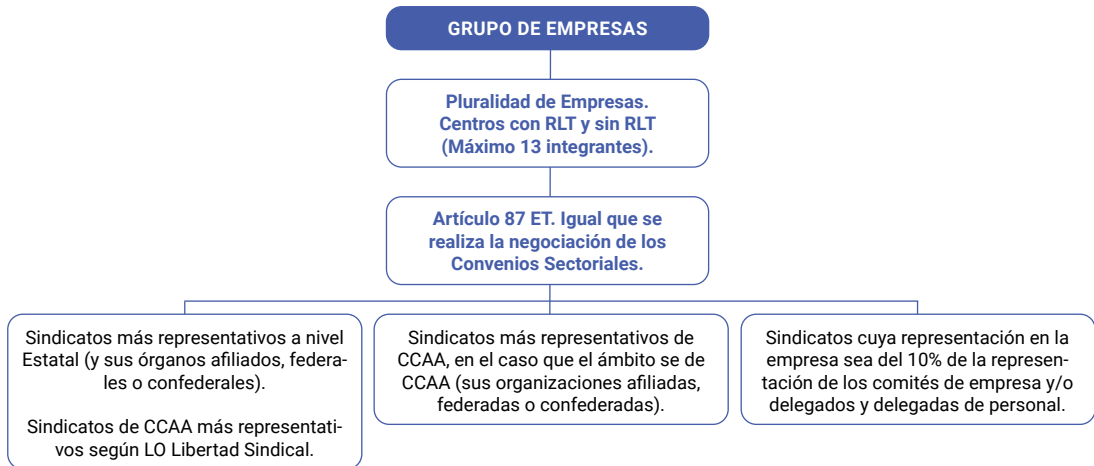 GRUPO DE EMPRESAS
Pluralidad de Empresas.
Centros con RLT y sin RLT
(Máximo 13 integrantes).
Artículo 87 ET. Igual que se
realiza la negociación de los
Convenios Sectoriales.
Sindicatos más representativos a nivel
Estatal (y sus órganos afiliados, federa-
les o confederales).
Sindicatos de CCAA más representati-
vos según LO Libertad Sindical.
Sindicatos más representativos de
CCAA, en el caso que el ámbito se de
CCAA (sus organizaciones afiliadas,
federadas o confederadas).
Sindicatos cuya representación en la
empresa sea del 10% de la represen-
tación de los comités de empresa y/o
delegados y delegadas de personal.